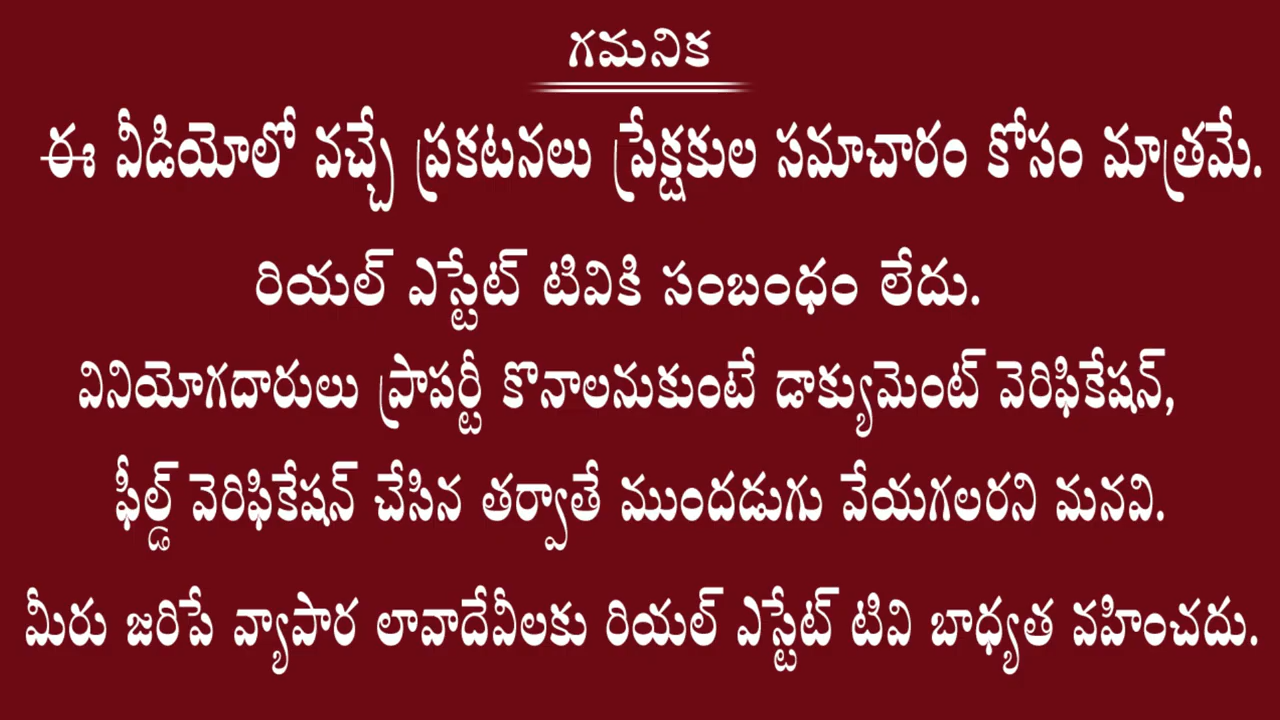 గమనిక
ఈ వీడియోలో వచ్చే ప్రకటనలు ప్రేక్షకుల సమాచారం కోసం మాత్రమే.
రియల్ ఎస్టేట్ టివికి సంబంధం లేదు.
వినియోగదారులు ప్రాపర్టీ కొనాలనుకుంటే డాక్యుమెంట్ వెరిఫికేషన్,
ఫీల్డ్ వెరిఫికేషన్ చేసిన తర్వాతే ముందడుగు వేయగలరని మనవి.
మీరు జరిపే వ్యాపార లావాదేవీలకు రియల్ ఎస్టేట్ టివి బాధ్యత వహించదు.